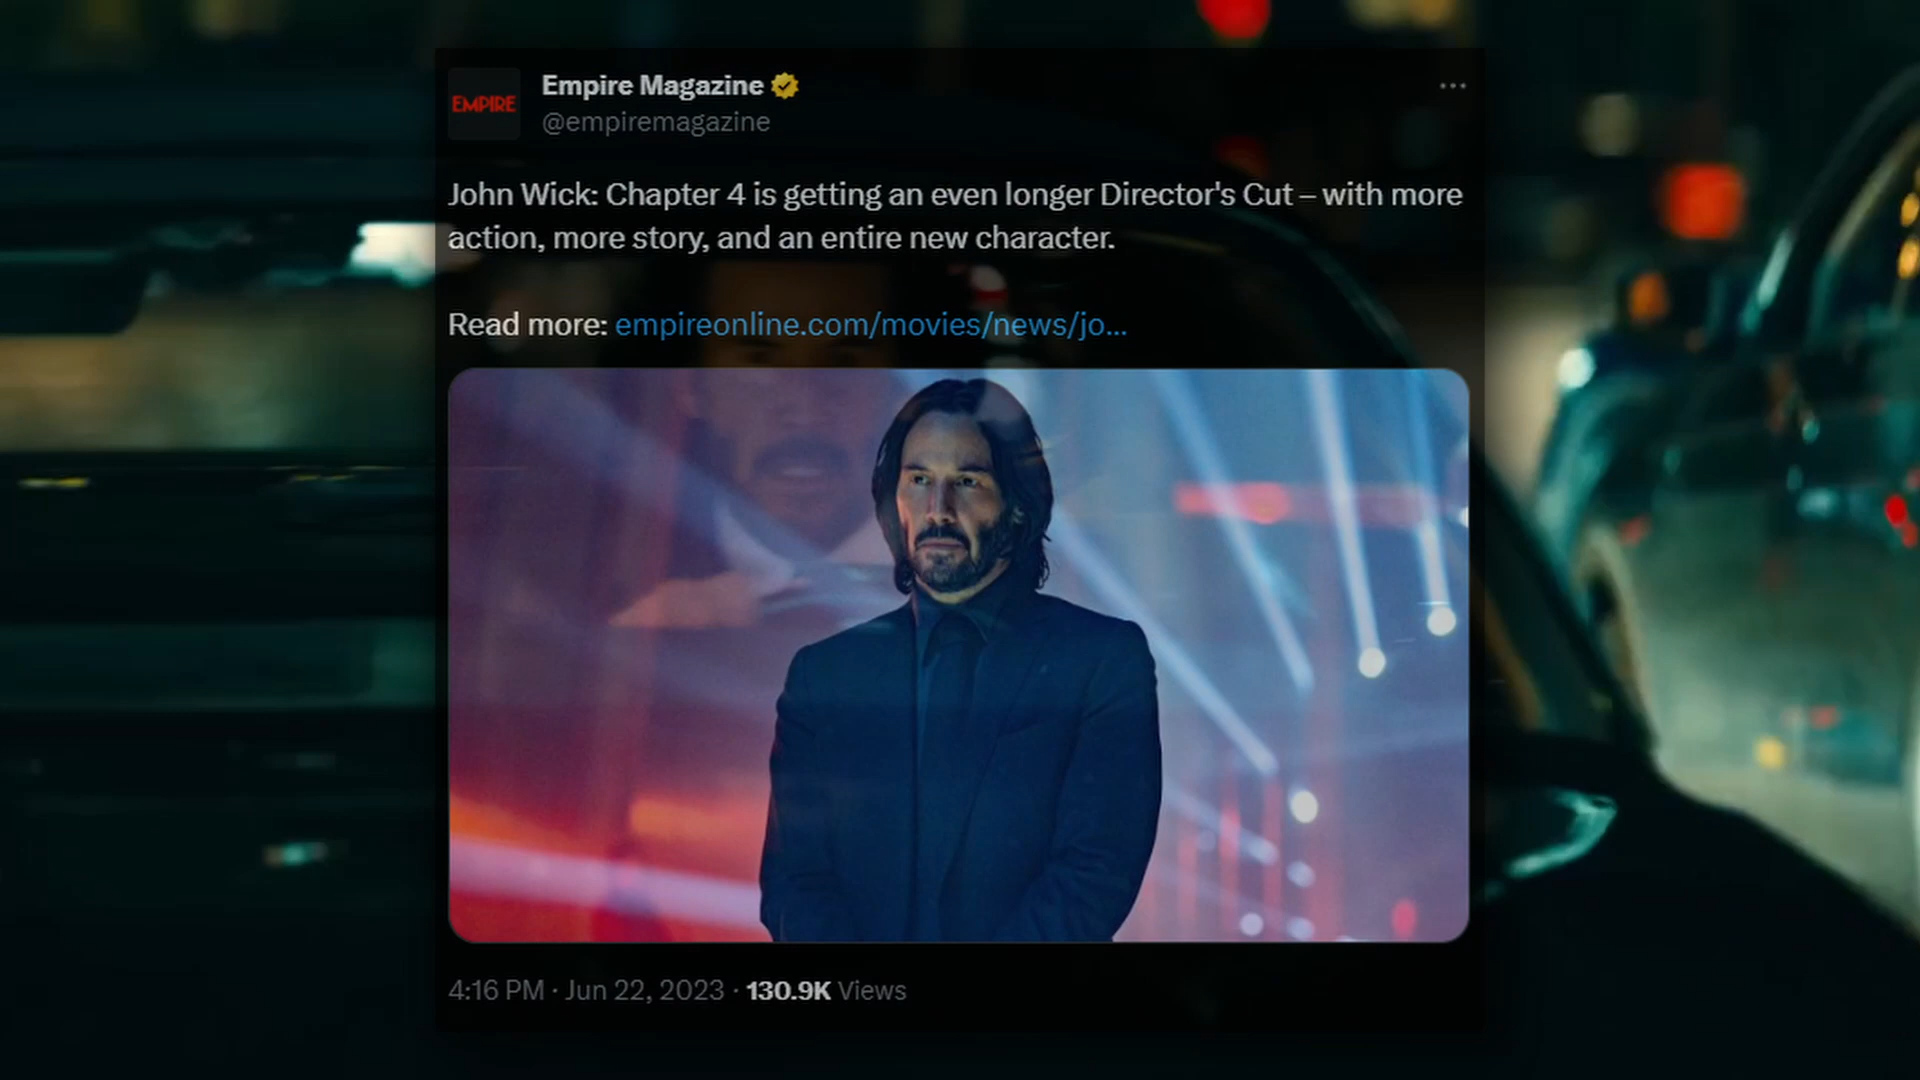 EMPIRE
Empire Magazine
@empiremagazine
John Wick: Chapter 4 is getting an even longer Director's Cut – with more
action, more story, and an entire new character.
Read more: empireonline.com/movies/news/jo...
4:16 PM · Jun 22, 2023 · 130.9K Views